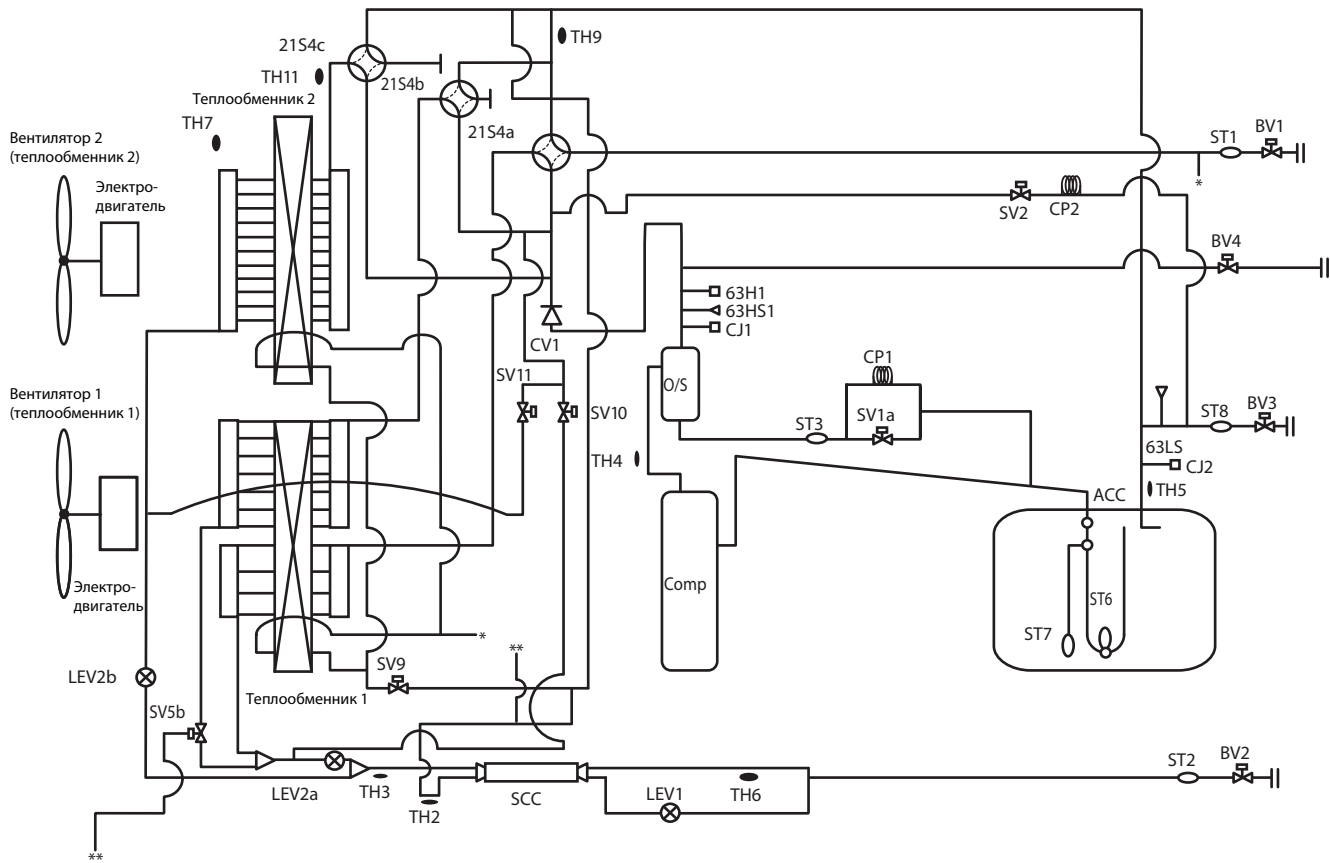 21S4c
TH9
TH11
21S4b
Теплообменник 2
TH7
Вентилятор 2
(теплообменник 2)
21S4a
ST1
BV1
Электро-
двигатель
*
SV2
CP2
BV4
63H1
63HS1
CJ1
CV1
CP1
SV11
O/S
Вентилятор 1
(теплообменник 1)
SV10
SV1a
ST8
BV3
ST3
63LS
TH4
CJ2
ACC
TH5
Comp
Электро-
двигатель
ST6
ST7
*
**
SV9
LEV2b
Теплообменник 1
SV5b
ST2
BV2
LEV2a
TH3
SCC
LEV1
TH6
TH2
**